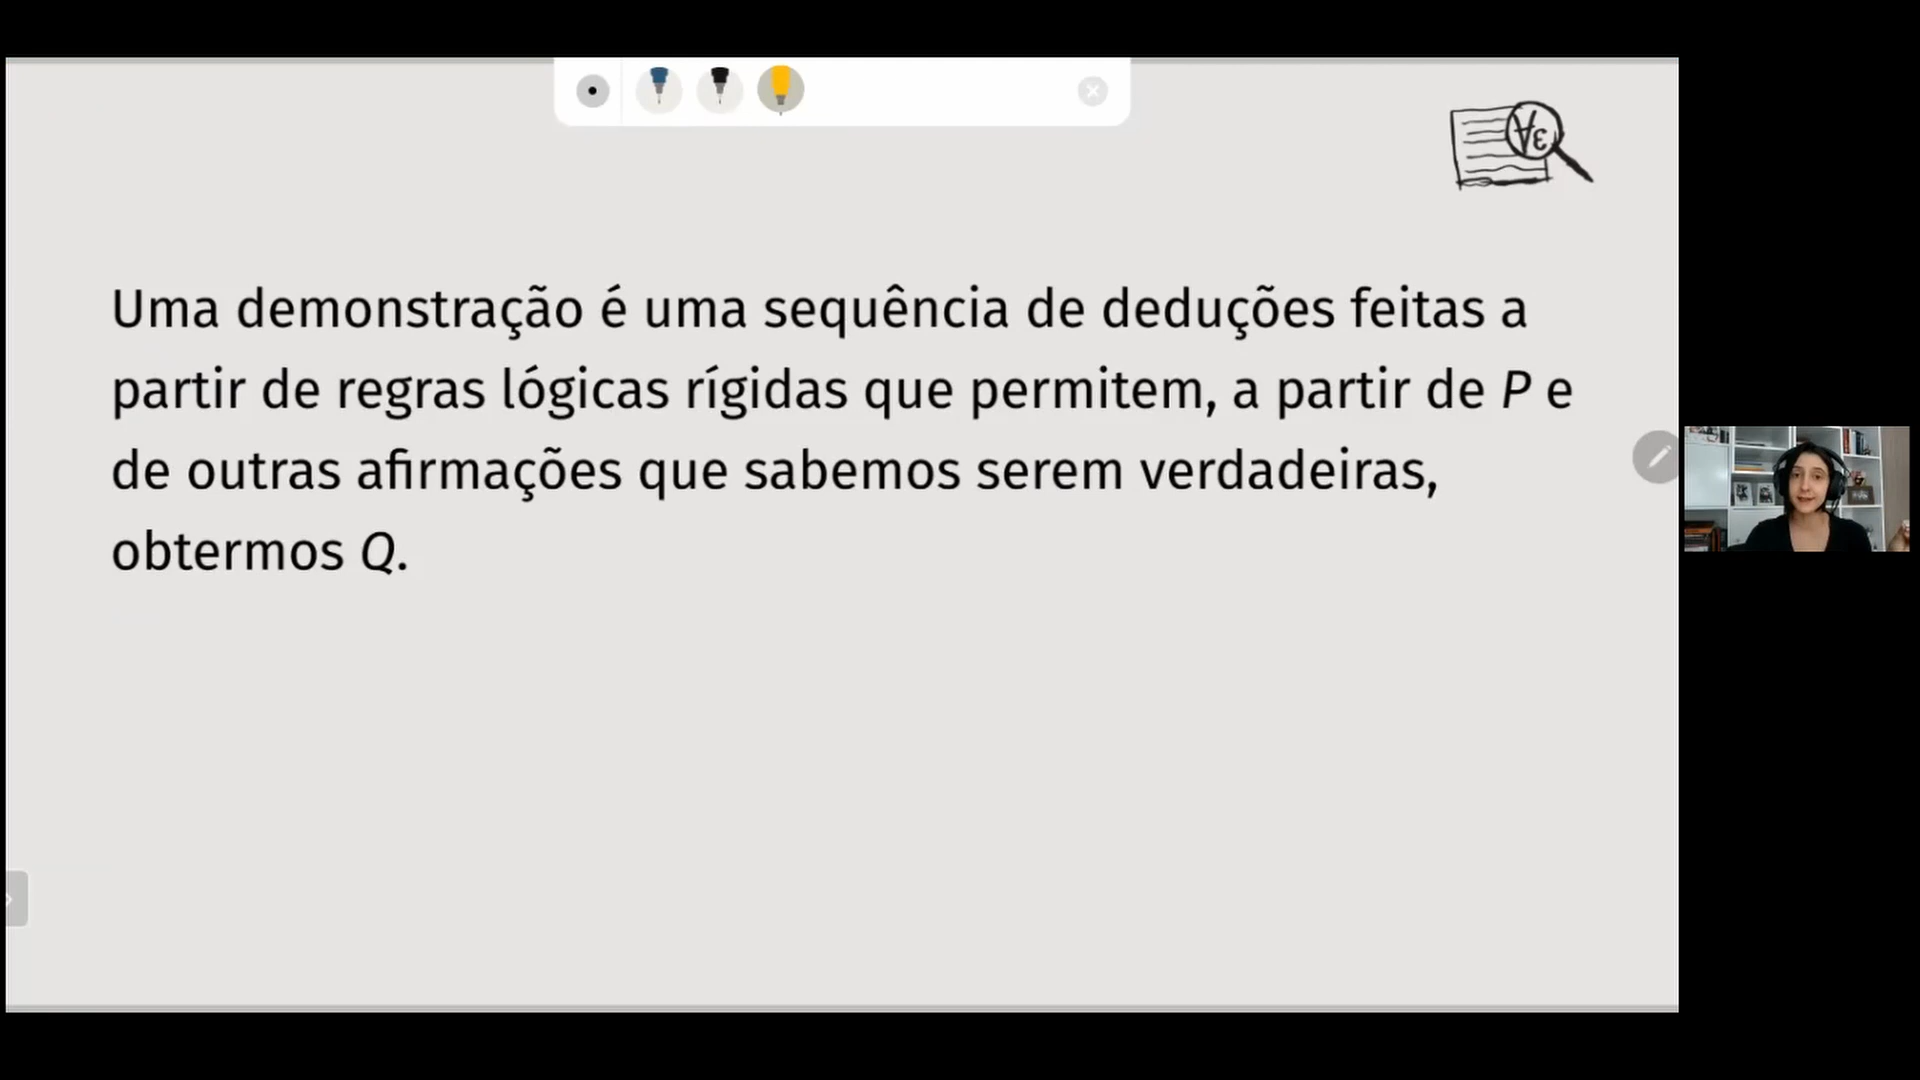 ∀∃
Uma demonstração é uma sequência de deduções feitas a
partir de regras lógicas rígidas que permitem, a partir de P e
de outras afirmações que sabemos serem verdadeiras,
obtermos Q.